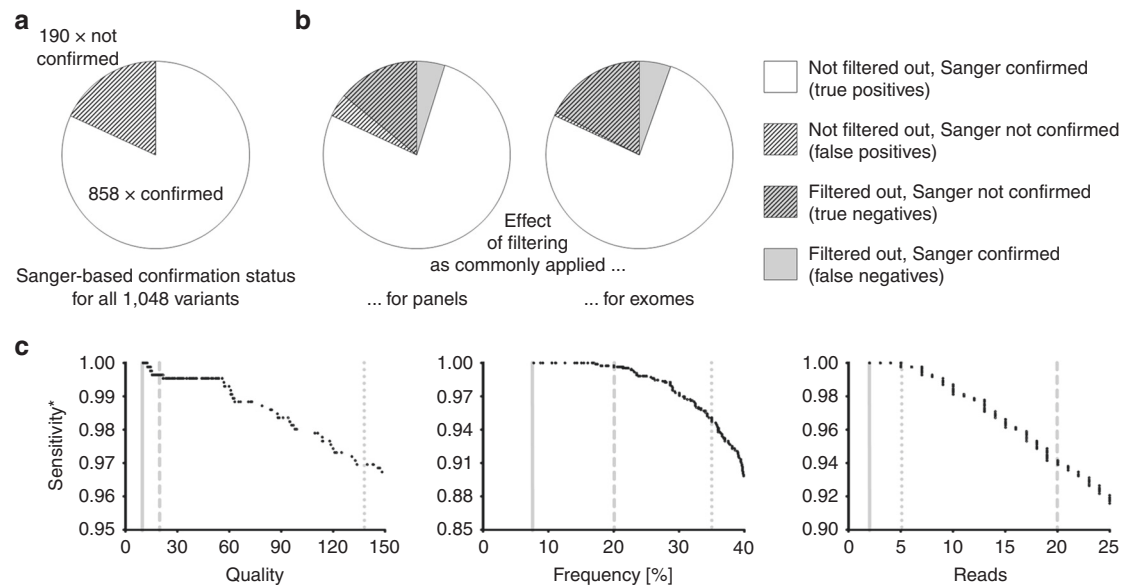 a
190 × not
confirmed
858 × confirmed
Sanger-based confirmation status
for all 1,048 variants
b
Effect
of filtering
as commonly applied ...
... for panels
... for exomes
Not filtered out, Sanger confirmed
(true positives)
Not filtered out, Sanger not confirmed
(false positives)
Filtered out, Sanger not confirmed
(true negatives)
Filtered out, Sanger confirmed
(false negatives)
c
Sensitivity*
1.00
0.99
0.98
0.97
0.96
0.95
0 30 60 90 120 150
Quality
1.00
0.97
0.94
0.91
0.88
0.85
0 10 20 30 40
Frequency [%]
1.00
0.98
0.96
0.94
0.92
0.90
0 5 10 15 20 25
Reads